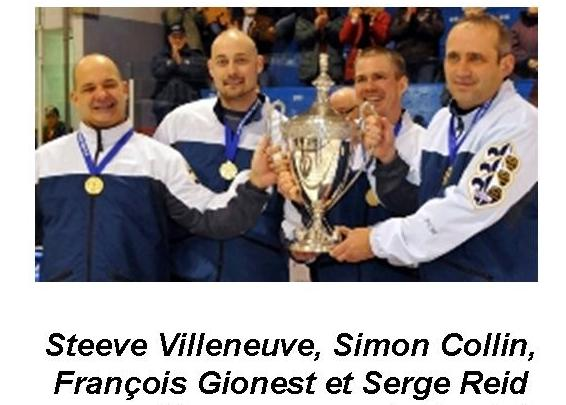 Steeve Villeneuve, Simon Collin,
François Gionest et Serge Reid